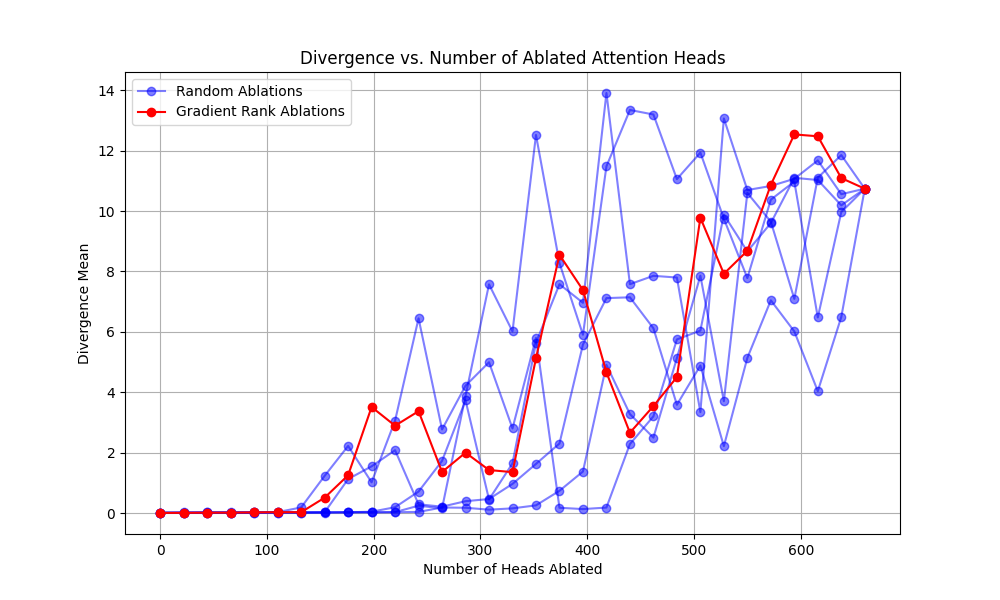 Divergence vs. Number of Ablated Attention Heads
Random Ablations
Gradient Rank Ablations
14
12
10
8
6
4
2
0
Divergence Mean
0 100 200 300 400 500 600
Number of Heads Ablated